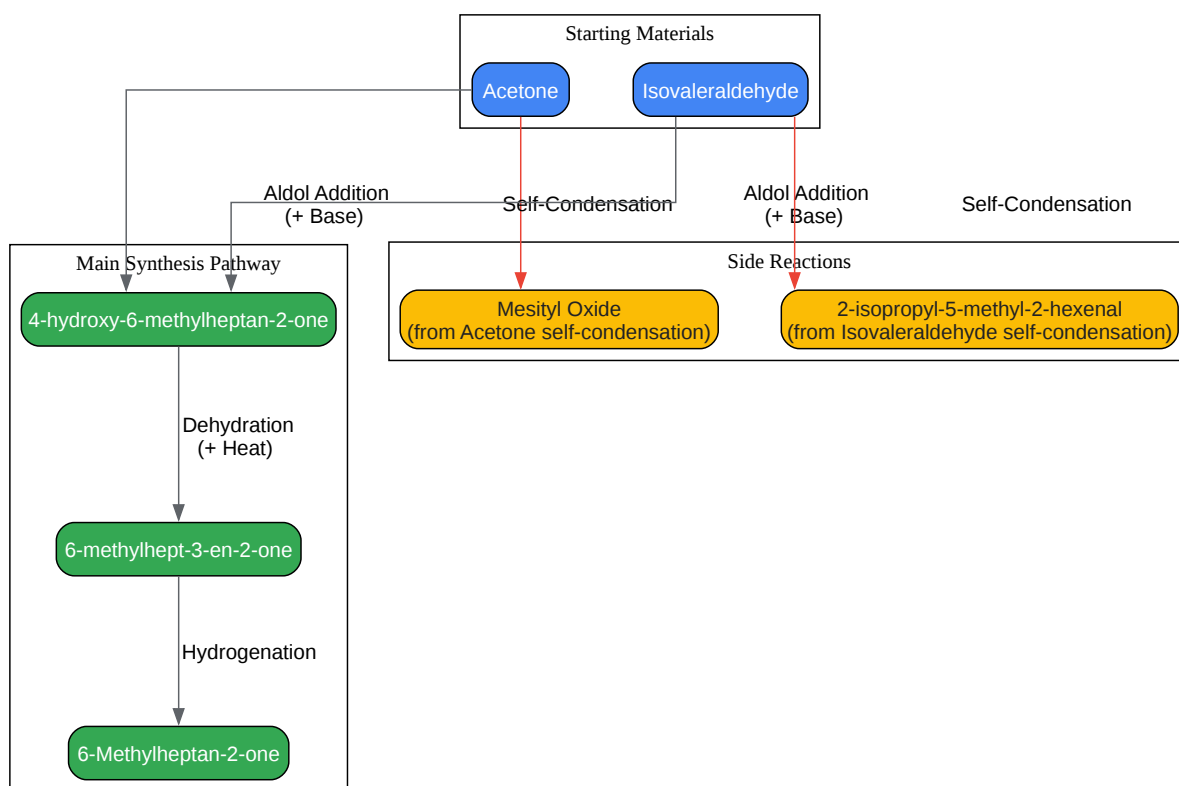 Starting Materials
Acetone
Isovaleraldehyde
Aldol Addition
(+ Base)
Self-Condensation
Aldol Addition
(+ Base)
Self-Condensation
Main Synthesis Pathway
4-hydroxy-6-methylheptan-2-one
Dehydration
(+ Heat)
6-methylhept-3-en-2-one
Hydrogenation
6-Methylheptan-2-one
Side Reactions
Mesityl Oxide
(from Acetone self-condensation)
2-isopropyl-5-methyl-2-hexenal
(from Isovaleraldehyde self-condensation)